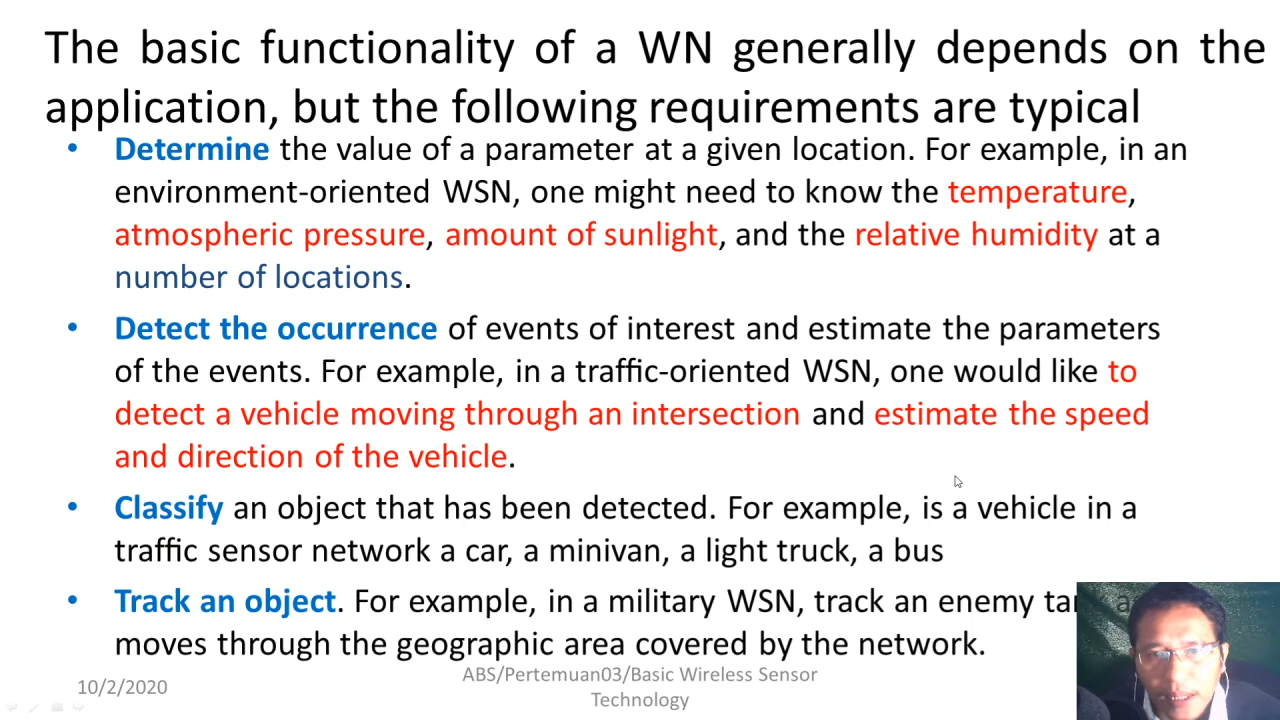 The basic functionality of a WN generally depends on the
application, but the following requirements are typical
• Determine the value of a parameter at a given location. For example, in an
environment-oriented WSN, one might need to know the temperature,
atmospheric pressure, amount of sunlight, and the relative humidity at a
number of locations.
• Detect the occurrence of events of interest and estimate the parameters
of the events. For example, in a traffic-oriented WSN, one would like to
detect a vehicle moving through an intersection and estimate the speed
and direction of the vehicle.
• Classify an object that has been detected. For example, is a vehicle in a
traffic sensor network a car, a minivan, a light truck, a bus
• Track an object. For example, in a military WSN, track an enemy
moves through the geographic area covered by the network.
10/2/2020
ABS/Pertemuan03/Basic Wireless Sensor
Technology